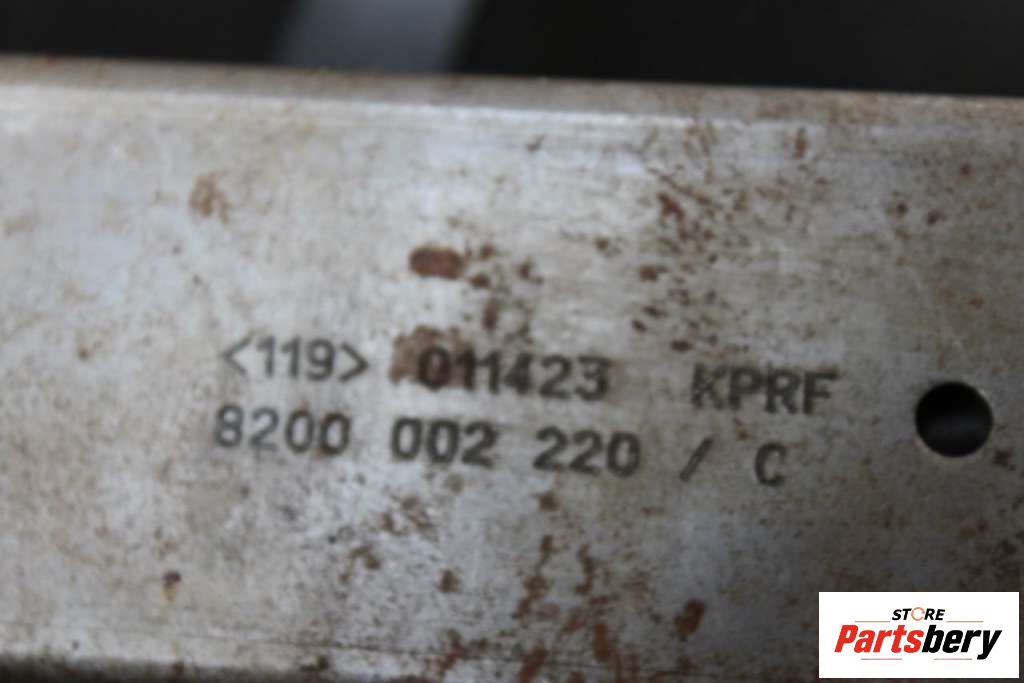 <119> 011423 KPRF
8200 002 220 / C
STORE
Partsbery